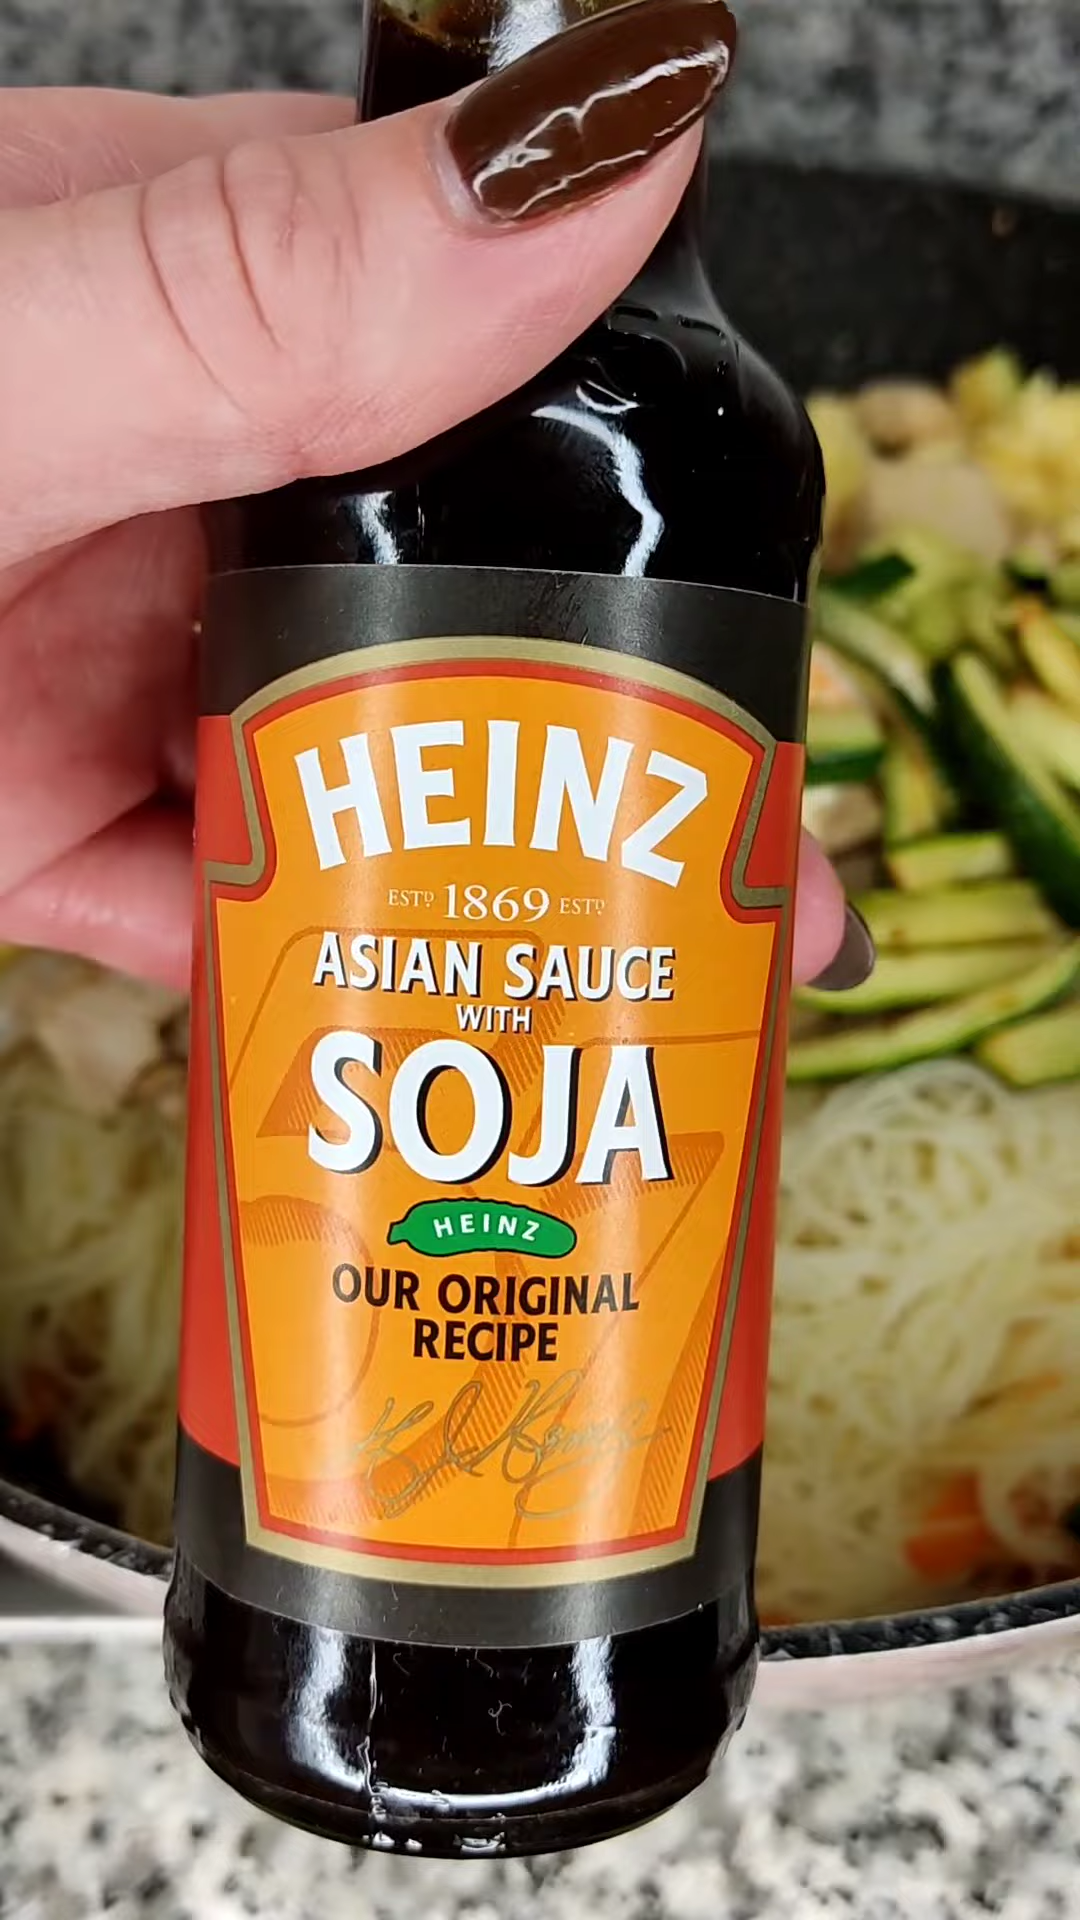 HEINZ
ESTD 1869 ESTD
ASIAN SAUCE
WITH
SOJA
HEINZ
OUR ORIGINAL
RECIPE